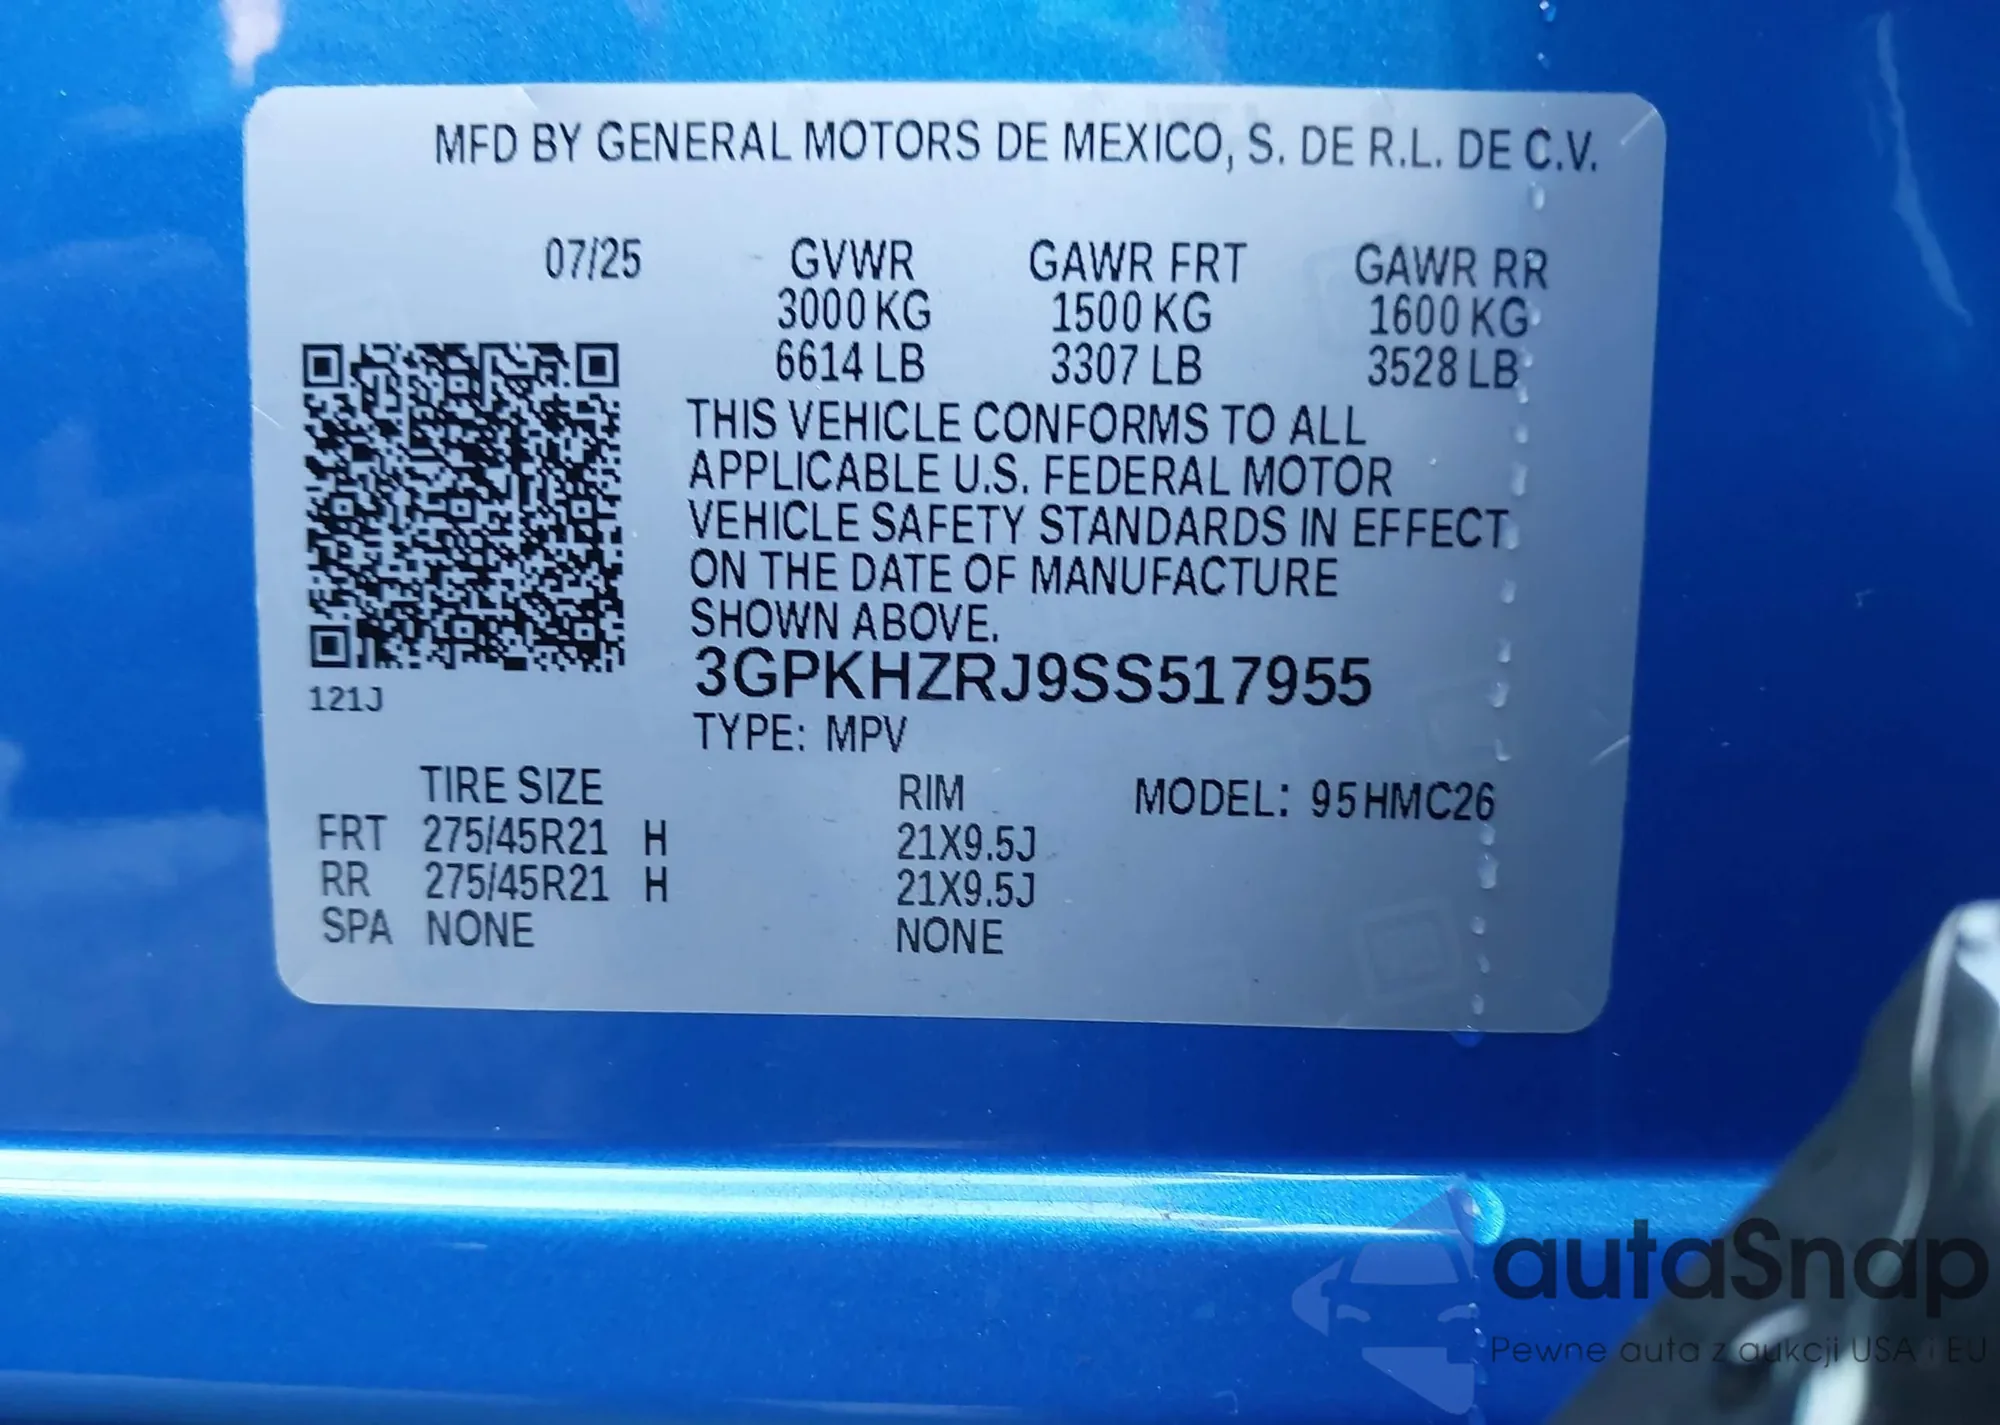 MFD BY GENERAL MOTORS DE MEXICO, S. DE R.L. DE C.V.
07/25 GVWR GAWR FRT GAWR RR
3000 KG 1500 KG 1600 KG
6614 LB 3307 LB 3528 LB
THIS VEHICLE CONFORMS TO ALL
APPLICABLE U.S. FEDERAL MOTOR
VEHICLE SAFETY STANDARDS IN EFFECT
ON THE DATE OF MANUFACTURE
SHOWN ABOVE.
3GPKHZRJ9SS517955
121J
TYPE: MPV
TIRE SIZE RIM MODEL: 95HMC26
FRT 275/45R21 H 21X9.5J
RR 275/45R21 H 21X9.5J
SPA NONE NONE
autaSnap
Pewne auta z aukcji USA i EU